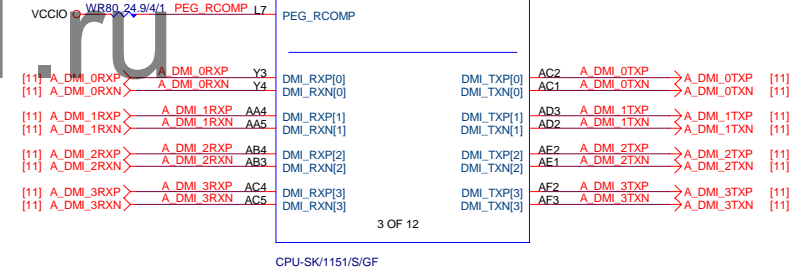 VCCIO WR80 24.9/4/1 PEG_RCOMP L7 PEG_RCOMP
[11] A_DMI_0RXP A_DMI_0RXP Y3 DMI_RXP[0] DMI_TXP[0] AC2 A_DMI_0TXP A_DMI_0TXP [11]
[11] A_DMI_0RXN A_DMI_0RXN Y4 DMI_RXN[0] DMI_TXN[0] AC1 A_DMI_0TXN A_DMI_0TXN [11]
[11] A_DMI_1RXP A_DMI_1RXP AA4 DMI_RXP[1] DMI_TXP[1] AD3 A_DMI_1TXP A_DMI_1TXP [11]
[11] A_DMI_1RXN A_DMI_1RXN AA5 DMI_RXN[1] DMI_TXN[1] AD2 A_DMI_1TXN A_DMI_1TXN [11]
[11] A_DMI_2RXP A_DMI_2RXP AB4 DMI_RXP[2] DMI_TXP[2] AE2 A_DMI_2TXP A_DMI_2TXP [11]
[11] A_DMI_2RXN A_DMI_2RXN AB3 DMI_RXN[2] DMI_TXN[2] AE1 A_DMI_2TXN A_DMI_2TXN [11]
[11] A_DMI_3RXP A_DMI_3RXP AC4 DMI_RXP[3] DMI_TXP[3] AF2 A_DMI_3TXP A_DMI_3TXP [11]
[11] A_DMI_3RXN A_DMI_3RXN AC5 DMI_RXN[3] DMI_TXN[3] AF3 A_DMI_3TXN A_DMI_3TXN [11]
3 OF 12
CPU-SK/1151/S/GF
.ru